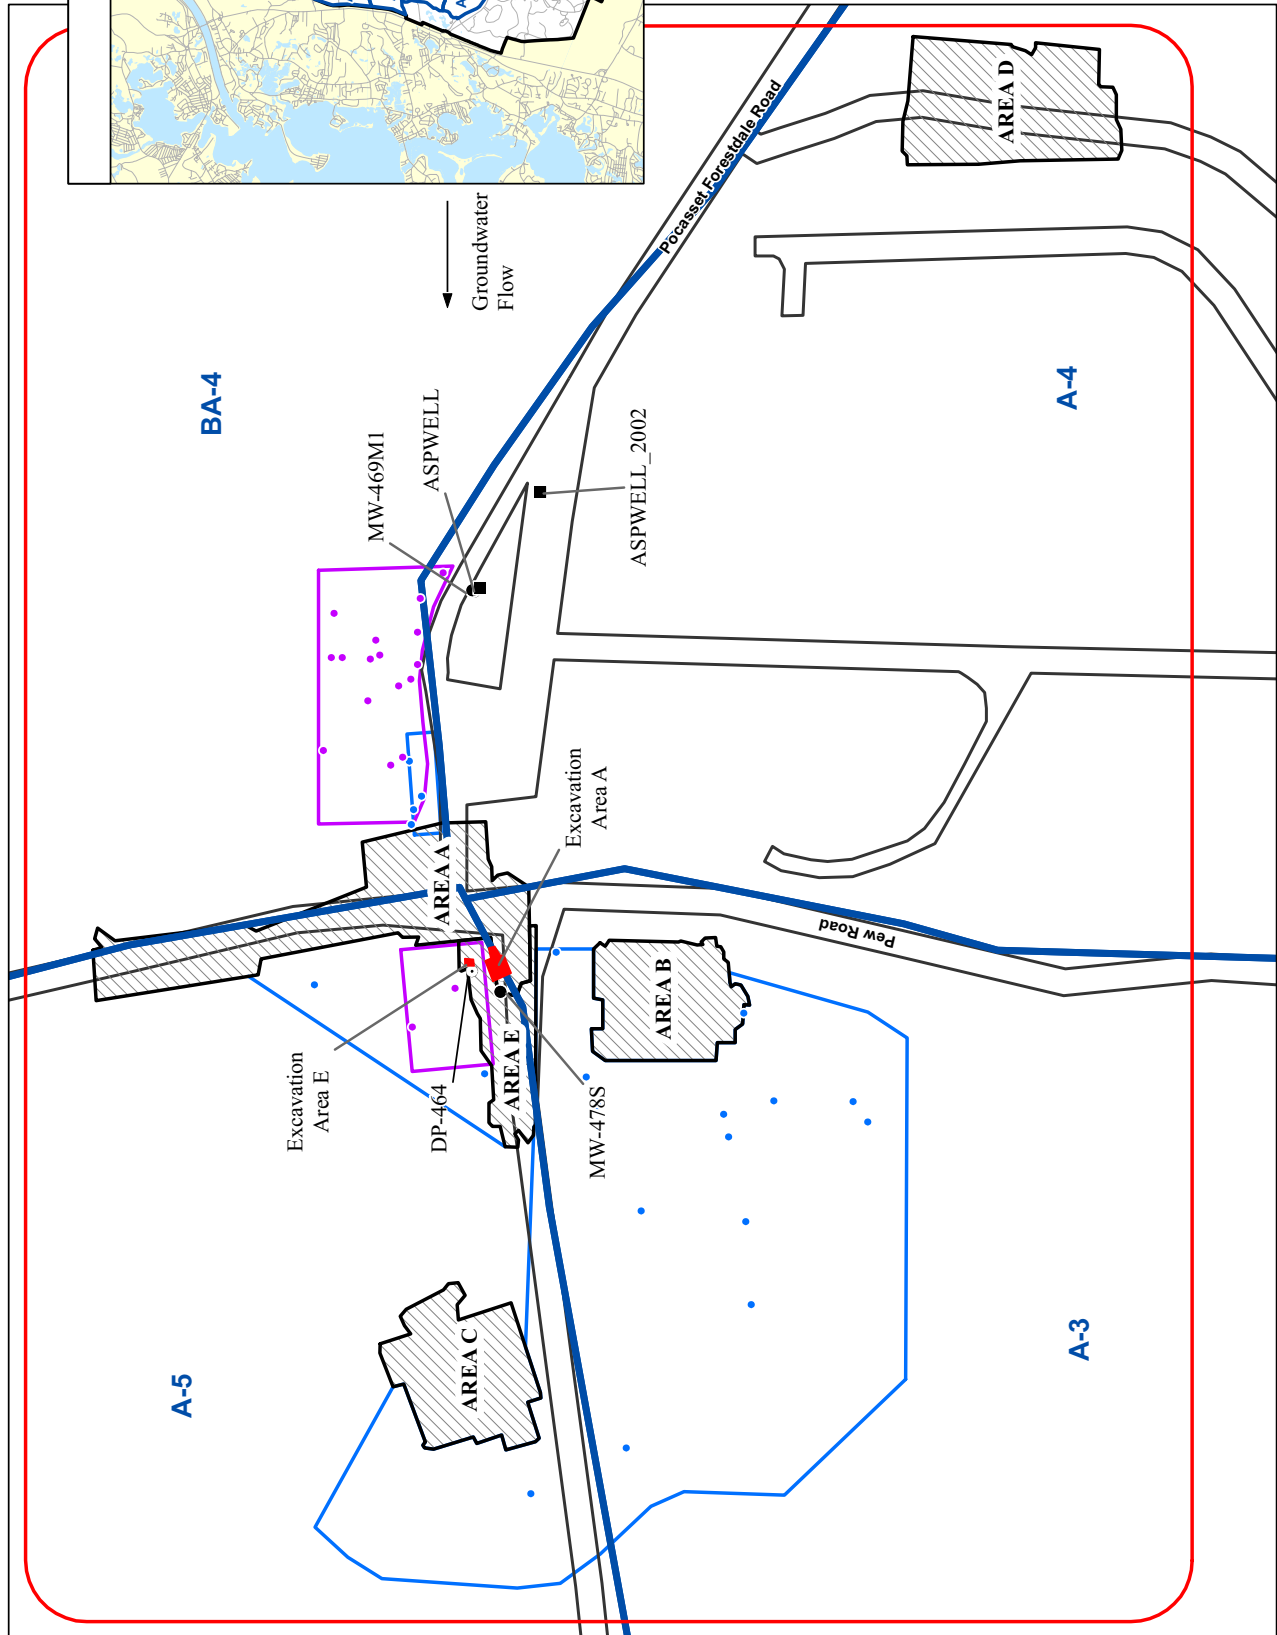 BA-4
Groundwater
Flow
Pocasset Forestdale Road
AREA D
A-4
MW-469M1
ASPWELL
ASPWELL_2002
Excavation
Area A
AREA A
Pew Road
AREA B
Excavation
Area E
DP-464
AREA E
MW-478S
AREA C
A-5
A-3